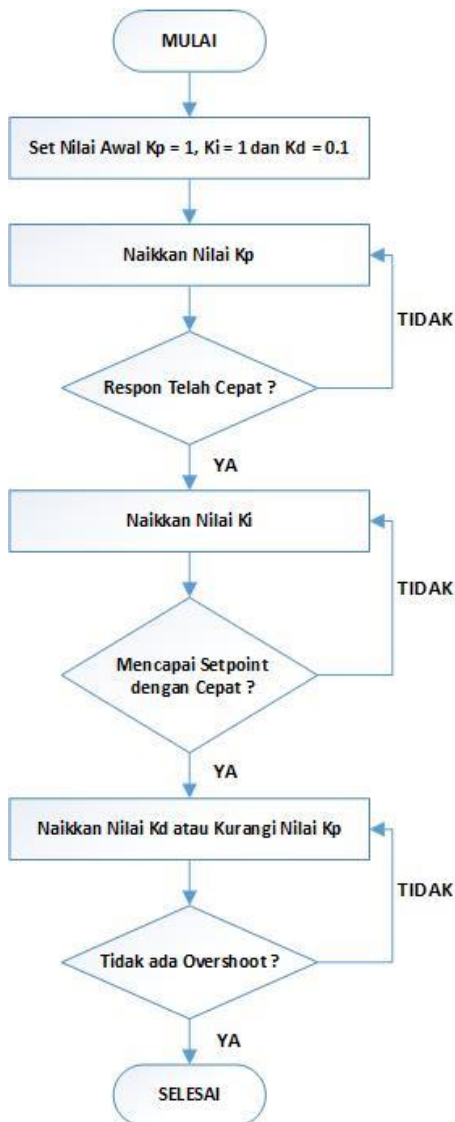 MULAI
Set Nilai Awal Kp = 1, Ki = 1 dan Kd = 0.1
Naikkan Nilai Kp
TIDAK
Respon Telah Cepat ?
YA
Naikkan Nilai Ki
TIDAK
Mencapai Setpoint
dengan Cepat ?
YA
Naikkan Nilai Kd atau Kurangi Nilai Kp
TIDAK
Tidak ada Overshoot ?
YA
SELESAI